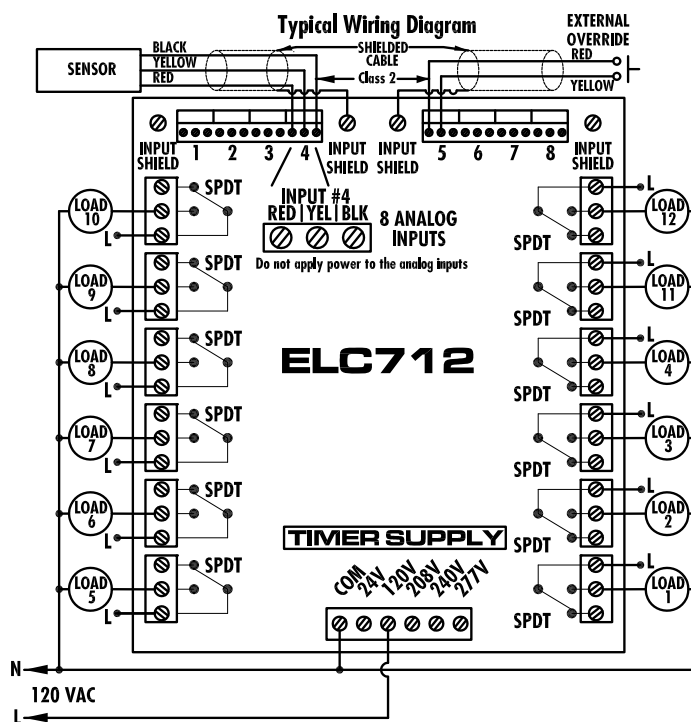 Typical Wiring Diagram
SENSOR
BLACK
YELLOW
RED
SHIELDED
CABLE
Class 2
EXTERNAL
OVERRIDE
RED
YELLOW
INPUT
SHIELD
1 2 3 4
INPUT
SHIELD
INPUT
SHIELD
5 6 7 8
INPUT
SHIELD
INPUT #4
RED | YEL | BLK
8 ANALOG
INPUTS
Do not apply power to the analog inputs
LOAD
10
L
SPDT
LOAD
9
L
SPDT
LOAD
8
L
SPDT
LOAD
7
L
SPDT
LOAD
6
L
SPDT
LOAD
5
L
SPDT
ELC712
SPDT
L
LOAD
12
SPDT
L
LOAD
11
SPDT
L
LOAD
4
SPDT
L
LOAD
3
SPDT
L
LOAD
2
SPDT
L
LOAD
1
TIMER SUPPLY
COM 24V 120V 208V 240V 277V
N
120 VAC
L